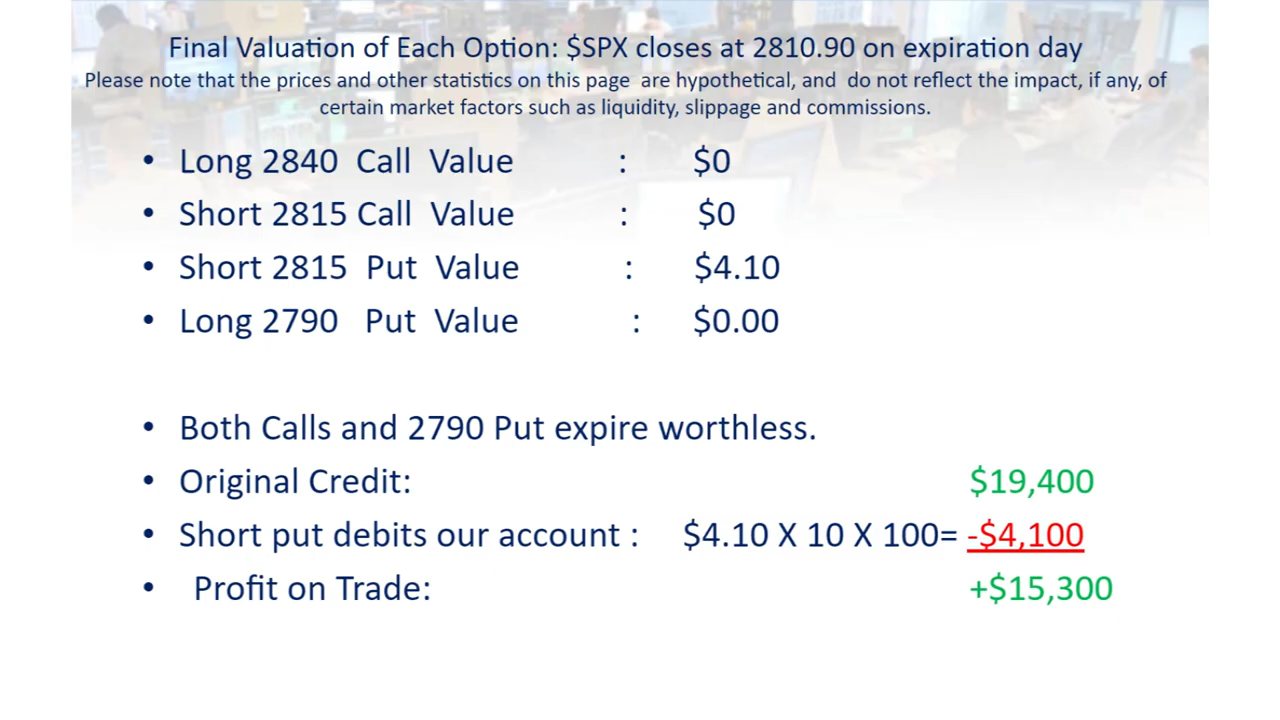 Final Valuation of Each Option: $SPX closes at 2810.90 on expiration day
Please note that the prices and other statistics on this page are hypothetical, and do not reflect the impact, if any, of
certain market factors such as liquidity, slippage and commissions.
• Long 2840 Call Value : $0
• Short 2815 Call Value : $0
• Short 2815 Put Value : $4.10
• Long 2790 Put Value : $0.00
• Both Calls and 2790 Put expire worthless.
• Original Credit: $19,400
• Short put debits our account : $4.10 X 10 X 100= -$4,100
• Profit on Trade: +$15,300